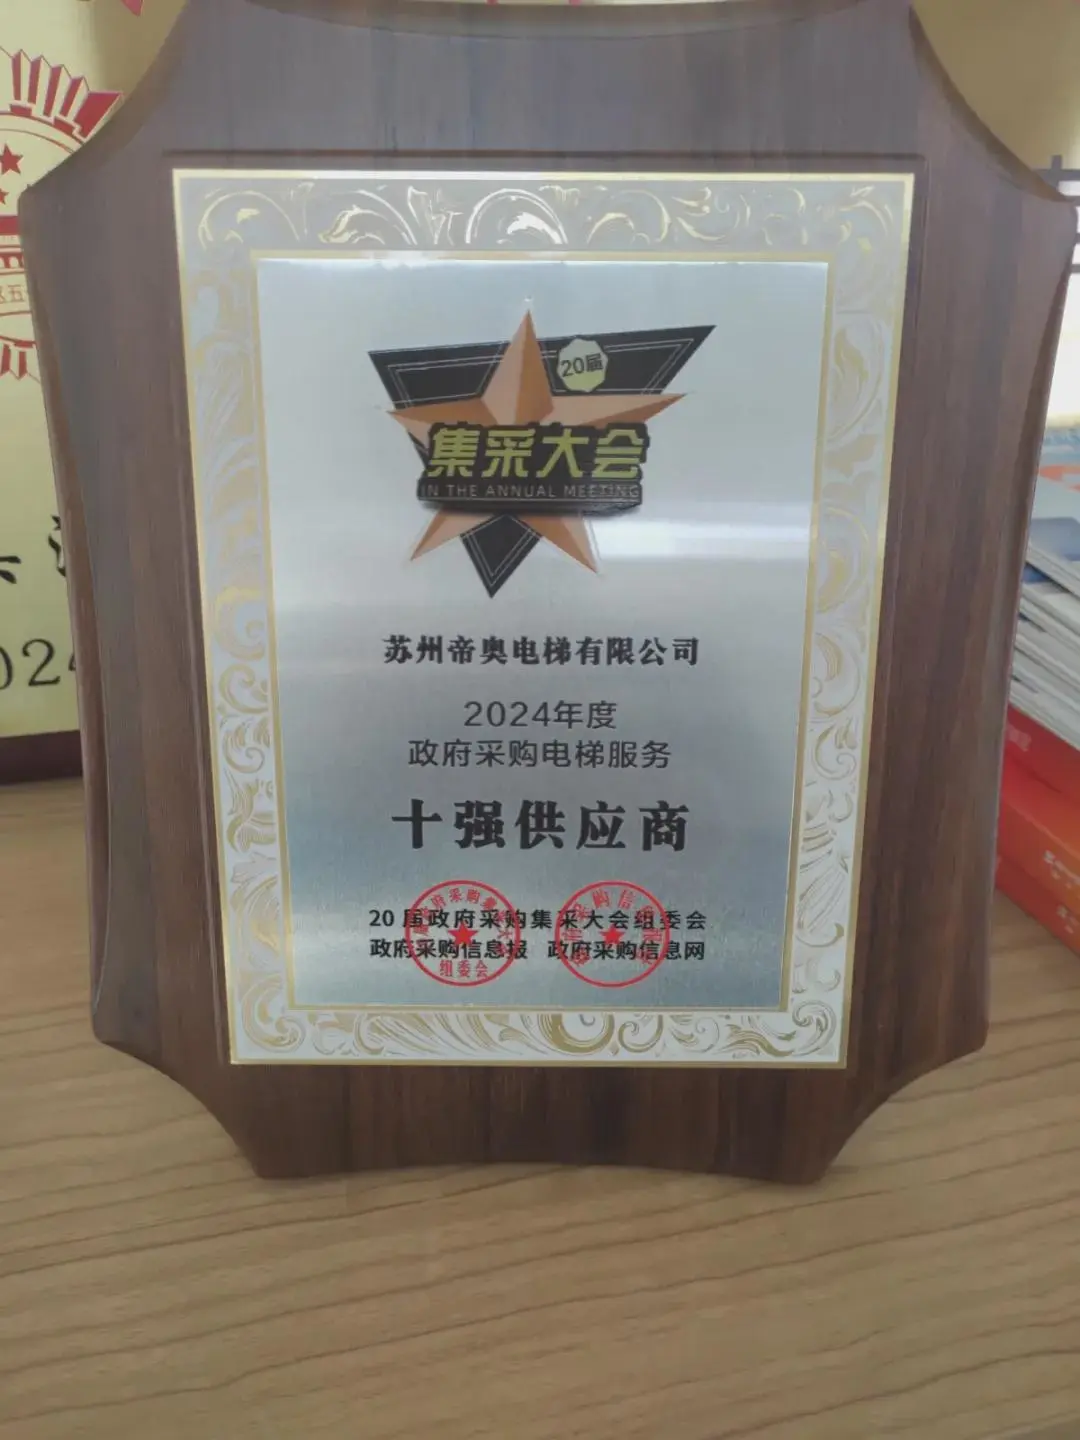 20届
集采大会
IN THE ANNUAL MEETING
苏州帝奥电梯有限公司
2024年度
政府采购电梯服务
十强供应商
20届政府采购集采大会组委会
政府采购信息报 政府采购信息网
组委会